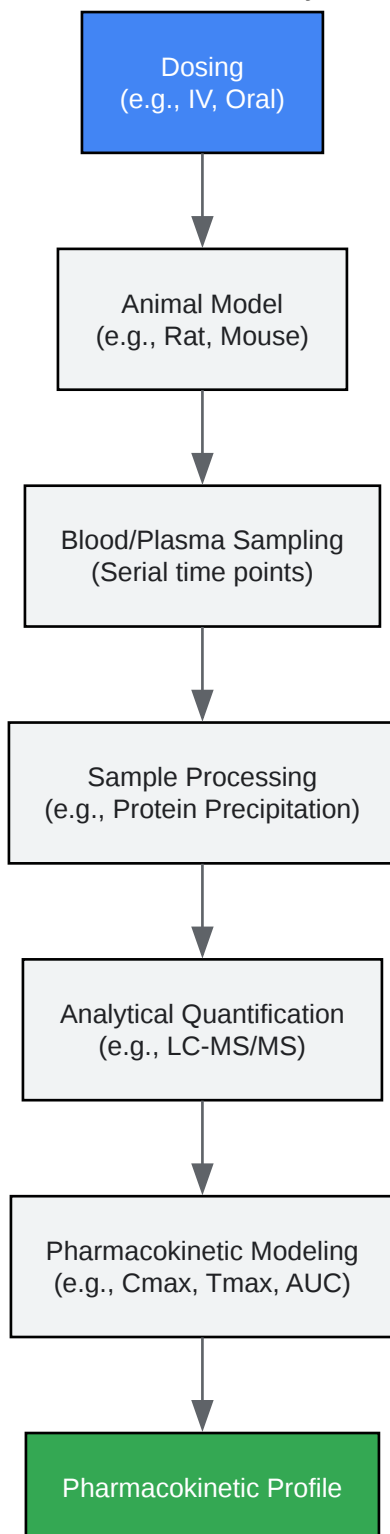 Dosing
(e.g., IV, Oral)
Animal Model
(e.g., Rat, Mouse)
Blood/Plasma Sampling
(Serial time points)
Sample Processing
(e.g., Protein Precipitation)
Analytical Quantification
(e.g., LC-MS/MS)
Pharmacokinetic Modeling
(e.g., Cmax, Tmax, AUC)
Pharmacokinetic Profile